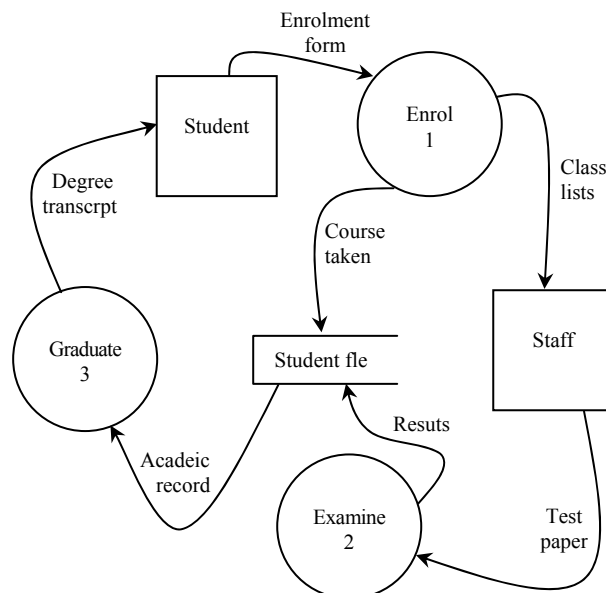 Enrolment
form
Student
Enrol
1
Class
lists
Degree
transcrpt
Course
taken
Graduate
3
Student fle
Staff
Resuts
Acadeic
record
Examine
2
Test
paper